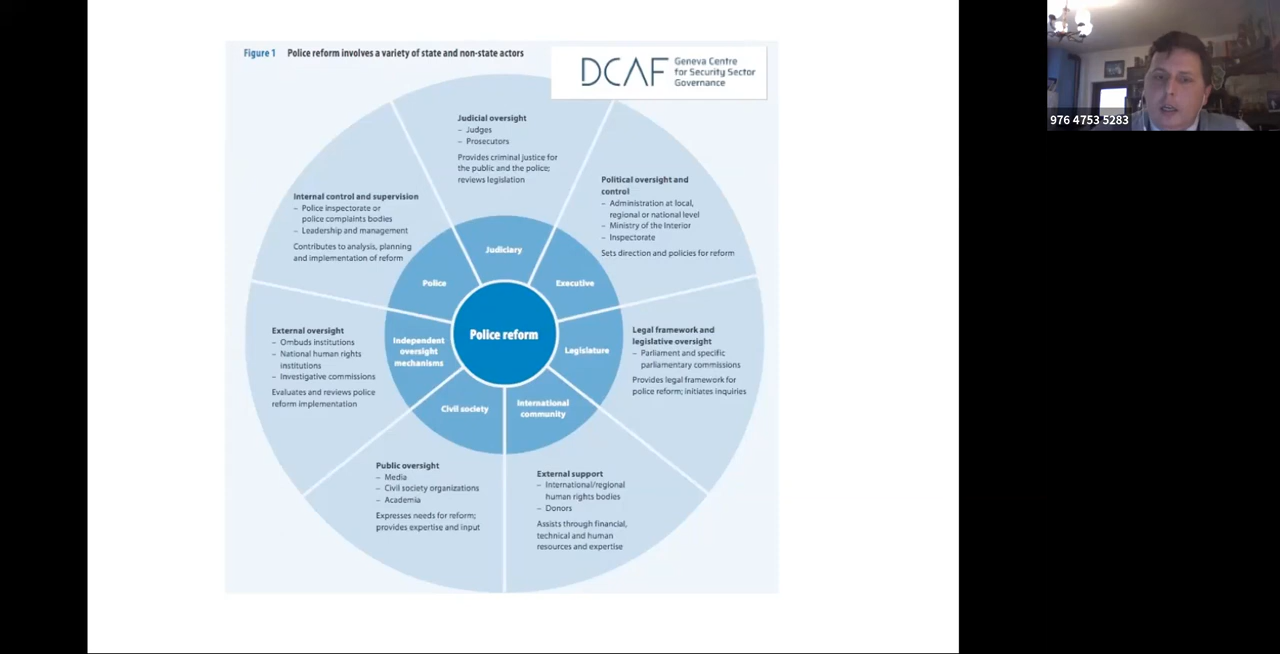 Figure 1 Police reform involves a variety of state and non-state actors
DCAF
Geneva Centre
for Security Sector
Governance
Judicial oversight
– Judges
– Prosecutors
Provides criminal justice for
the public and the police;
reviews legislation
Political oversight and
control
– Administration at local,
regional or national level
– Ministry of the Interior
– Inspectorate
Sets direction and policies for reform
Internal control and supervision
– Police inspectorate or
police complaints bodies
– Leadership and management
Contributes to analysis, planning
and implementation of reform
Judiciary
Police
Executive
Police reform
Independent
oversight
mechanisms
Legislature
Civil society
International
community
External oversight
– Ombuds institutions
– National human rights
institutions
– Investigative commissions
Evaluates and reviews police
reform implementation
Legal framework and
legislative oversight
– Parliament and specific
parliamentary commissions
Provides legal framework for
police reform; initiates inquiries
Public oversight
– Media
– Civil society organizations
– Academia
Expresses needs for reform;
provides expertise and input
External support
– International/regional
human rights bodies
– Donors
Assists through financial,
technical and human
resources and expertise
976 4753 5283